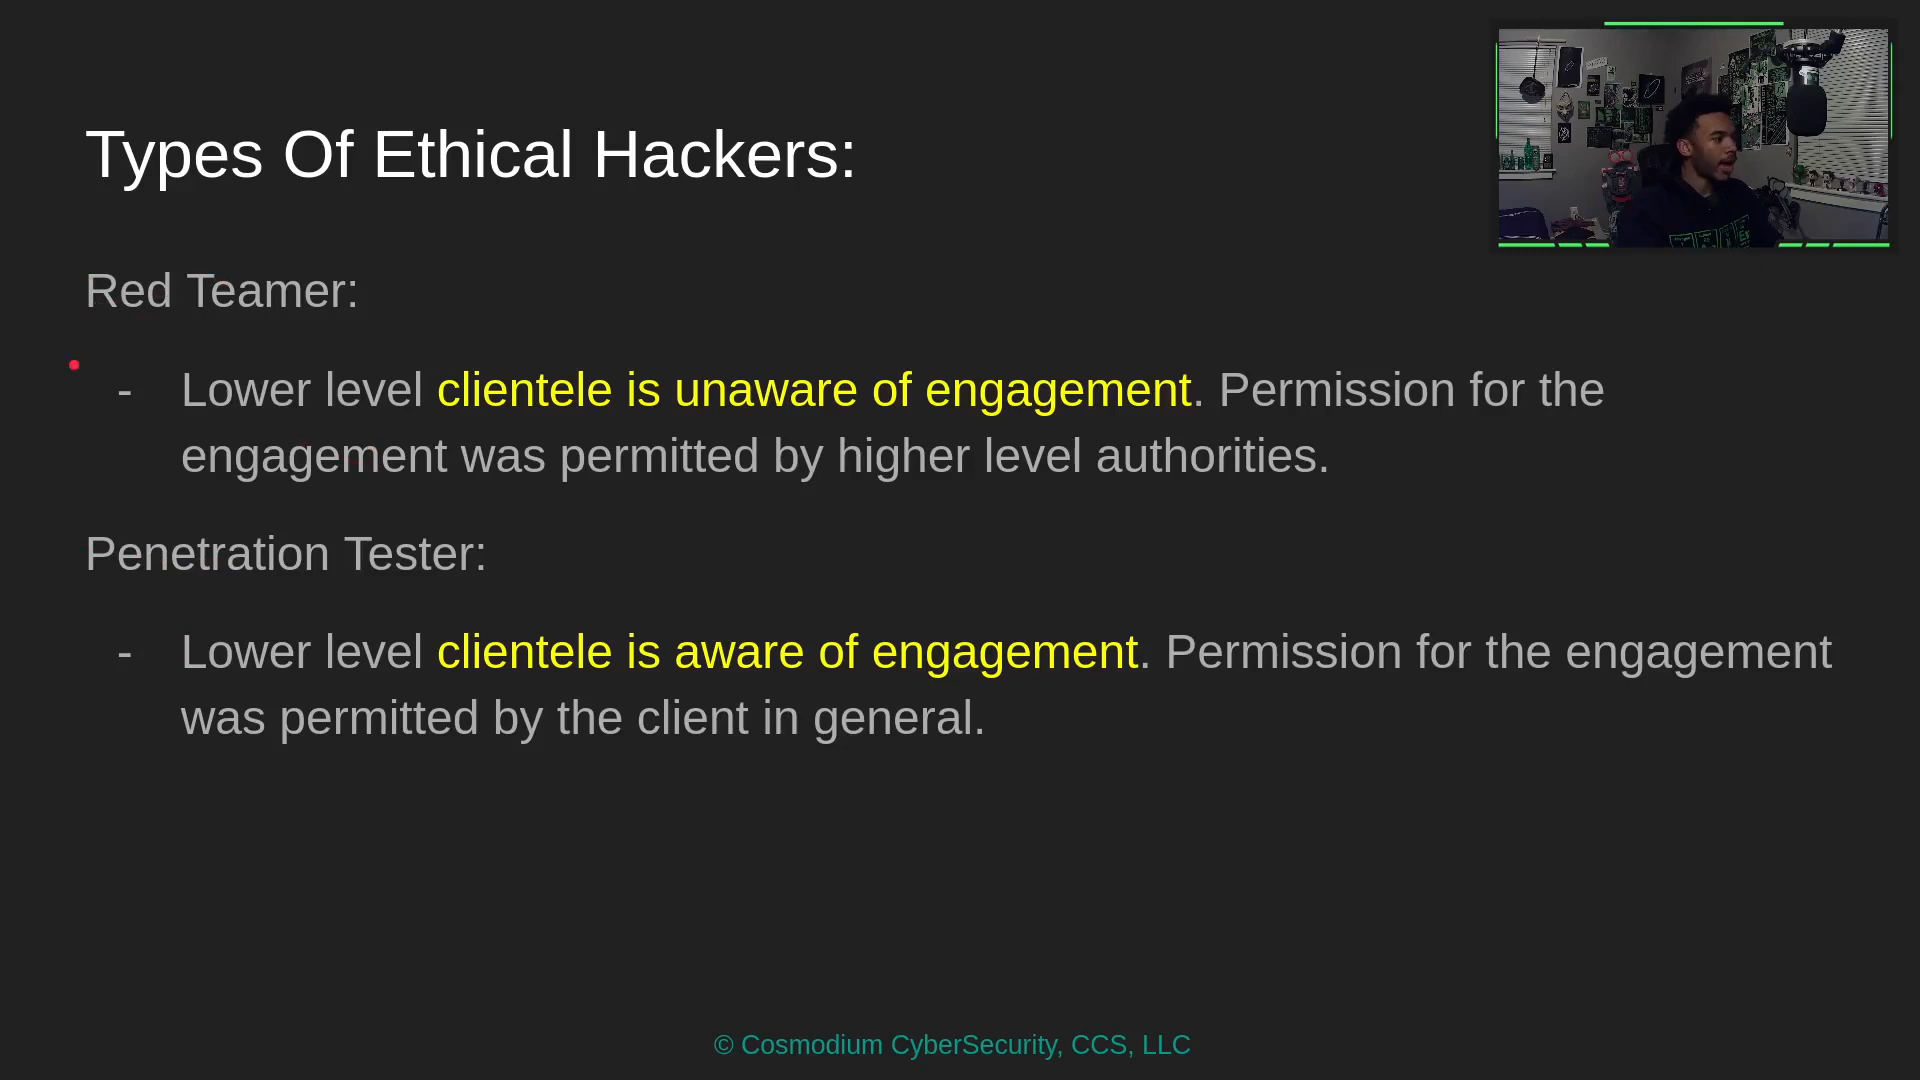 Types Of Ethical Hackers:
Red Teamer:
- Lower level clientele is unaware of engagement. Permission for the
engagement was permitted by higher level authorities.
Penetration Tester:
- Lower level clientele is aware of engagement. Permission for the engagement
was permitted by the client in general.
© Cosmodium CyberSecurity, CCS, LLC